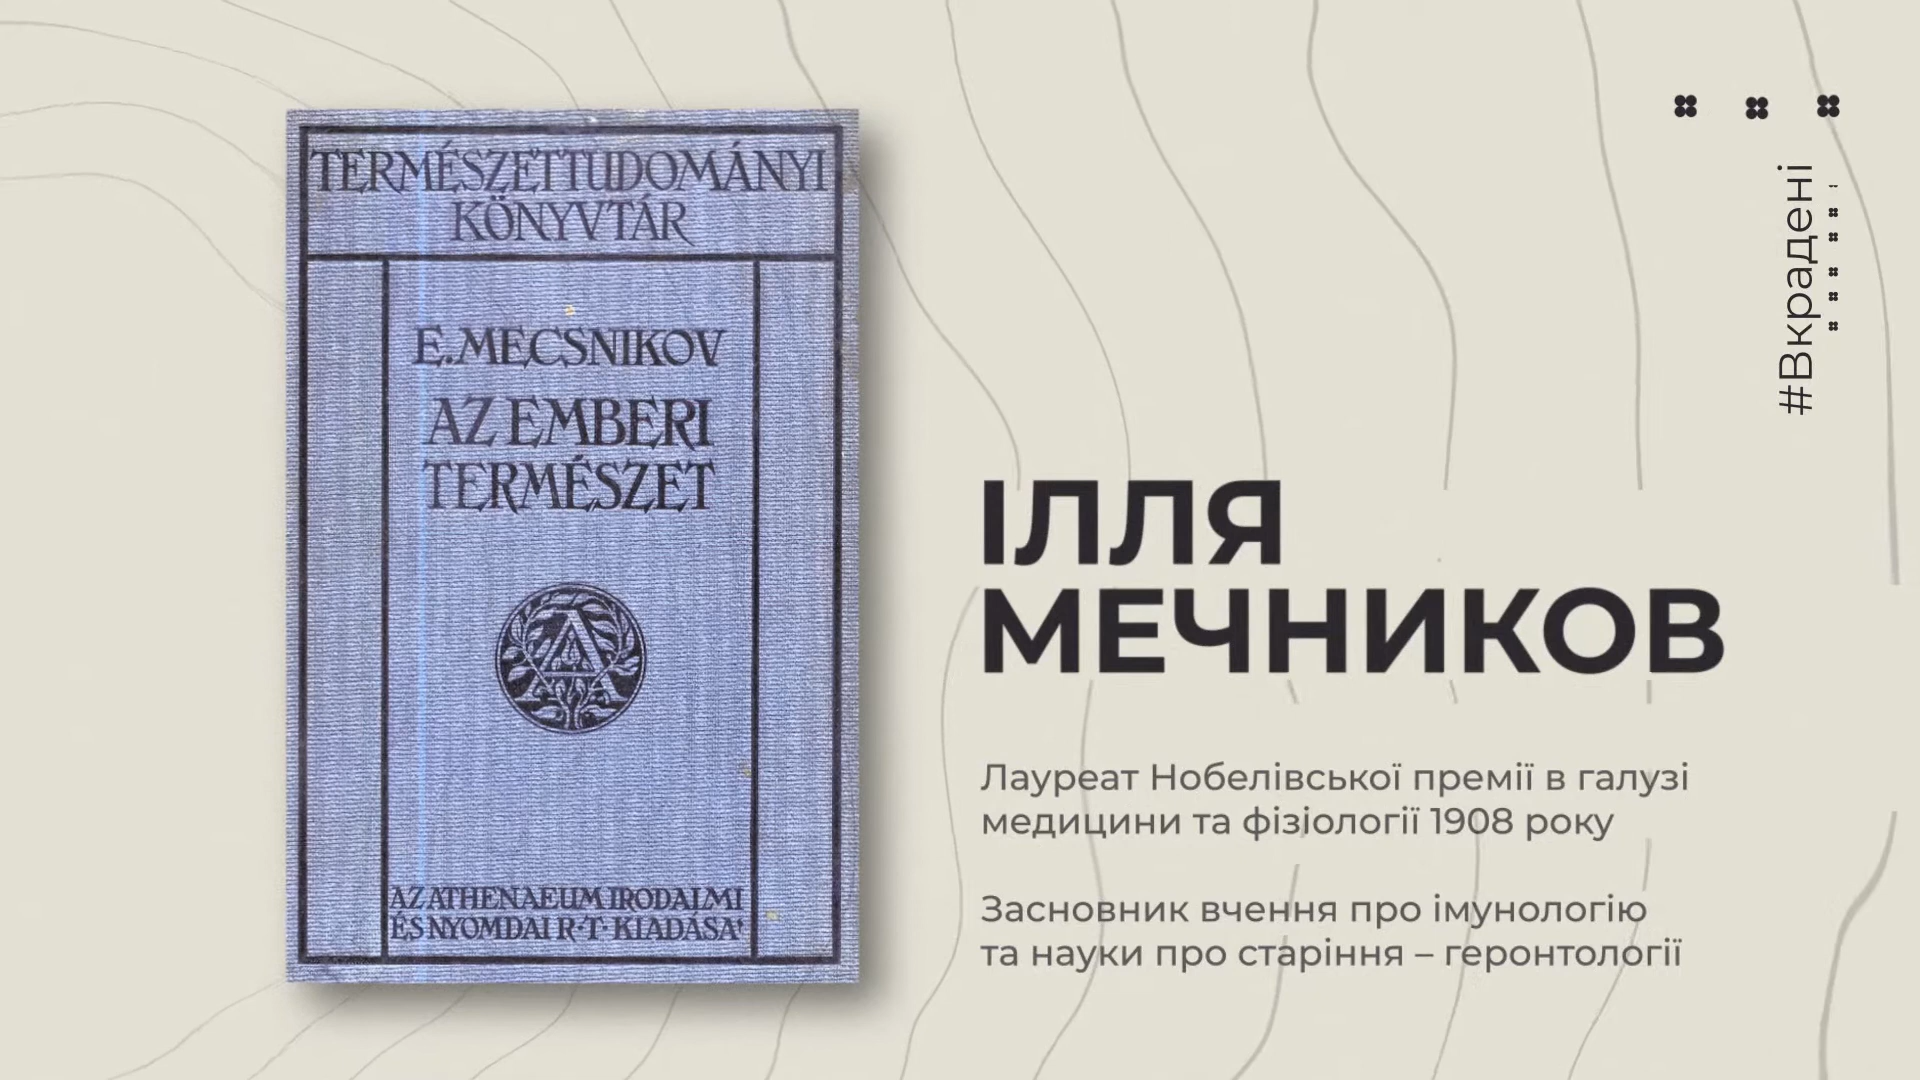 TERMÉSZETTUDOMÁNYI
KÖNYVTÁR
E. MECSNIKOV
AZ EMBERI
TERMÉSZET
AZ ATHENAEUM IRODALMI
ÉS NYOMDAI R·T· KIADÁSA
#Вкрадені
ІЛЛЯ
МЕЧНИКОВ
Лауреат Нобелівської премії в галузі
медицини та фізіології 1908 року
Засновник вчення про імунологію
та науки про старіння – геронтології